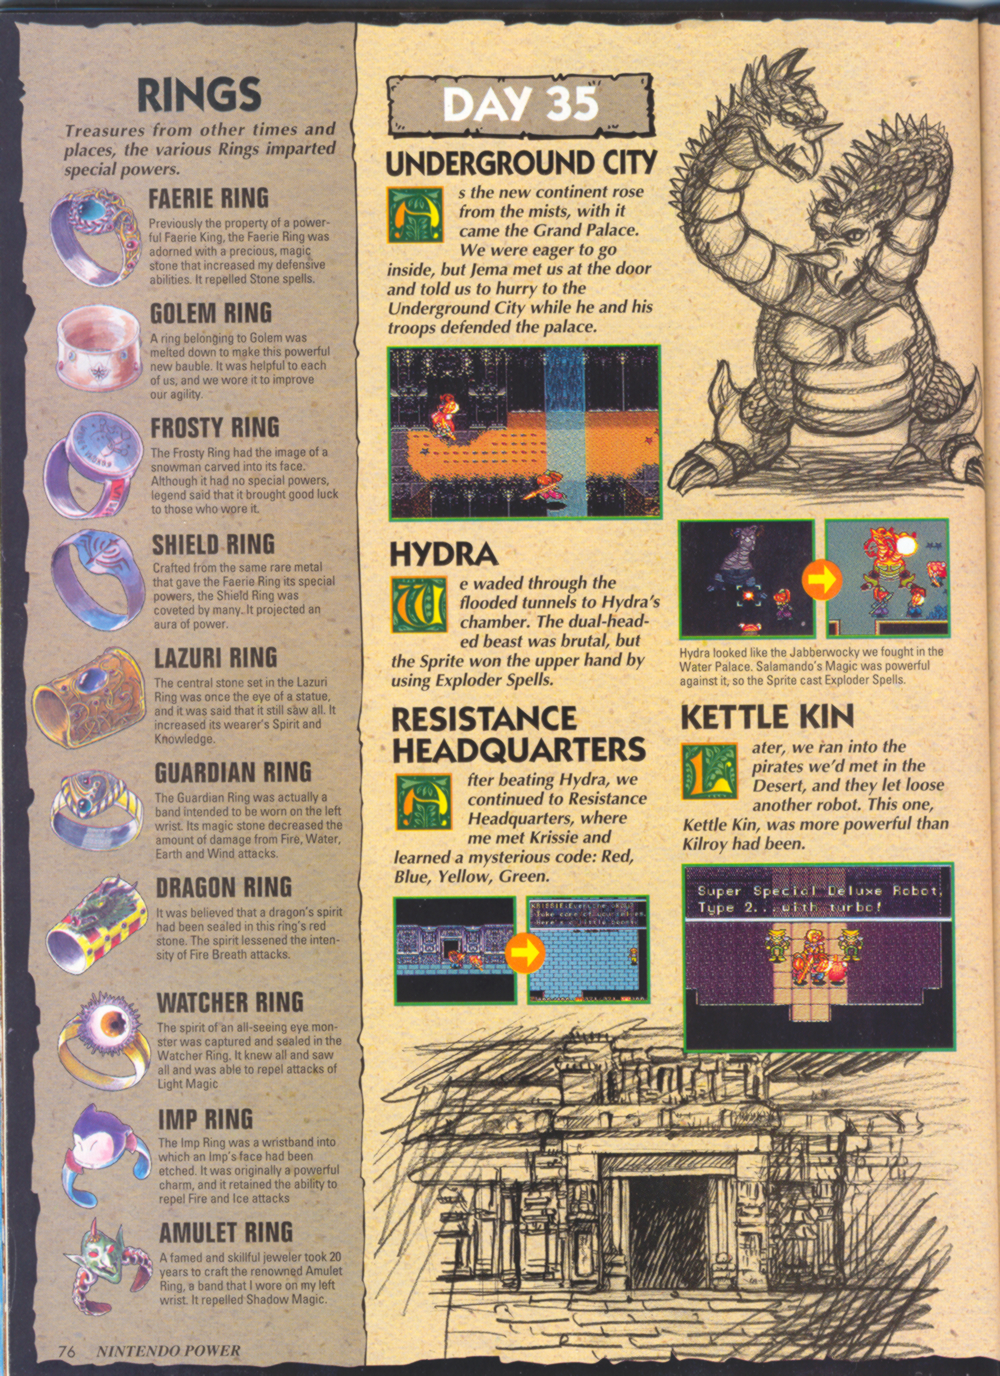 RINGS
Treasures from other times and
places, the various Rings imparted
special powers.
FAERIE RING
Previously the property of a power-
ful Faerie King, the Faerie Ring was
adorned with a precious, magic
stone that increased my defensive
abilities. It repelled Stone spells.
GOLEM RING
A ring belonging to Golem was
melted down to make this powerful
new bauble. It was helpful to each
of us, and we wore it to improve
our agility.
FROSTY RING
The Frosty Ring had the image of a
snowman carved into its face.
Although it had no special powers,
legend said that it brought good luck
to those who wore it.
SHIELD RING
Crafted from the same rare metal
that gave the Faerie Ring its special
powers, the Shield Ring was
coveted by many. It projected an
aura of power.
LAZURI RING
The central stone set in the Lazuri
Ring was once the eye of a statue,
and it was said that it still saw all. It
increased its wearer's Spirit and
Knowledge.
GUARDIAN RING
The Guardian Ring was actually a
band intended to be worn on the left
wrist. Its magic stone decreased the
amount of damage from Fire, Water,
Earth and Wind attacks.
DRAGON RING
It was believed that a dragon's spirit
had been sealed in this ring's red
stone. The spirit lessened the inten-
sity of Fire Breath attacks.
WATCHER RING
The spirit of an all-seeing eye mon-
ster was captured and sealed in the
Watcher Ring. It knew all and saw
all and was able to repel attacks of
Light Magic
IMP RING
The Imp Ring was a wristband into
which an Imp's face had been
etched. It was originally a powerful
charm, and it retained the ability to
repel Fire and Ice attacks
AMULET RING
A famed and skillful jeweler took 20
years to craft the renowned Amulet
Ring, a band that I wore on my left
wrist. It repelled Shadow Magic.
76 NINTENDO POWER
DAY 35
UNDERGROUND CITY
As the new continent rose
from the mists, with it
came the Grand Palace.
We were eager to go
inside, but Jema met us at the door
and told us to hurry to the
Underground City while he and his
troops defended the palace.
HYDRA
We waded through the
flooded tunnels to Hydra's
chamber. The dual-head-
ed beast was brutal, but
the Sprite won the upper hand by
using Exploder Spells.
Hydra looked like the Jabberwocky we fought in the
Water Palace. Salamando's Magic was powerful
against it, so the Sprite cast Exploder Spells.
RESISTANCE
HEADQUARTERS
After beating Hydra, we
continued to Resistance
Headquarters, where
me met Krissie and
learned a mysterious code: Red,
Blue, Yellow, Green.
KETTLE KIN
Later, we ran into the
pirates we'd met in the
Desert, and they let loose
another robot. This one,
Kettle Kin, was more powerful than
Kilroy had been.
Super Special Deluxe Robot,
Type 2...with turbo!